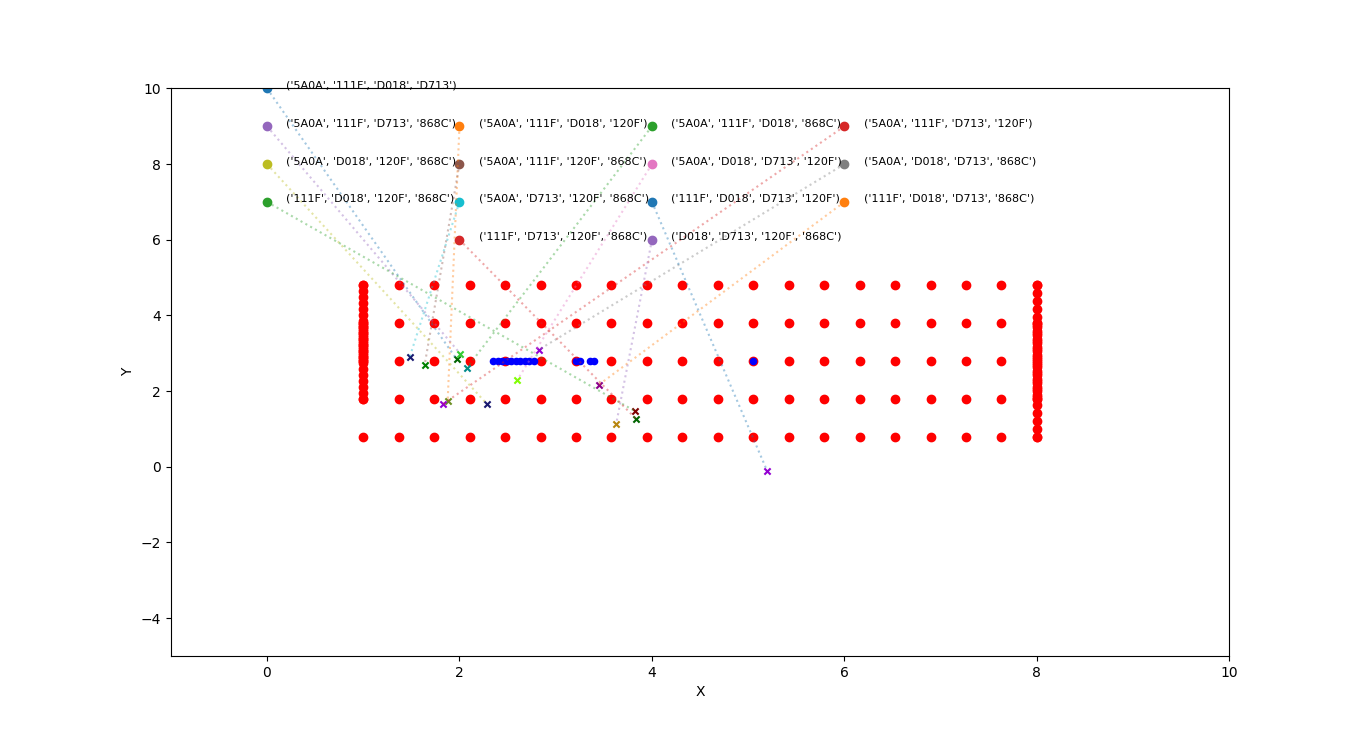 10
('5A0A', '111F', 'D018', 'D713')
('5A0A', '111F', 'D713', '868C') ('5A0A', '111F', 'D018', '120F') ('5A0A', '111F', 'D018', '868C') ('5A0A', '111F', 'D713', '120F')
8
('5A0A', 'D018', '120F', '868C') ('5A0A', '111F', '120F', '868C') ('5A0A', 'D018', 'D713', '120F') ('5A0A', 'D018', 'D713', '868C')
('111F', 'D018', '120F', '868C') ('5A0A', 'D713', '120F', '868C') ('111F', 'D018', 'D713', '120F') ('111F', 'D018', 'D713', '868C')
6
('111F', 'D713', '120F', '868C') ('D018', 'D713', '120F', '868C')
4
Y
2
0
−2
−4
0 2 4 6 8 10
X